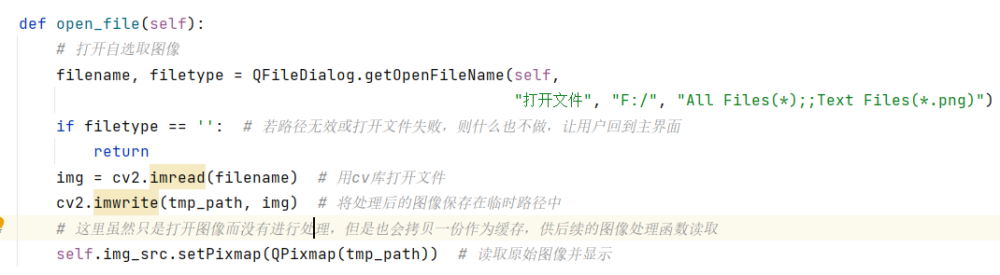 def open_file(self):
# 打开自选取图像
filename, filetype = QFileDialog.getOpenFileName(self,
"打开文件", "F:/", "All Files(*);;Text Files(*.png)")
if filetype == '':  # 若路径无效或打开文件失败，则什么也不做，让用户回到主界面
return
img = cv2.imread(filename)  # 用cv库打开文件
cv2.imwrite(tmp_path, img)  # 将处理后的图像保存在临时路径中
# 这里虽然只是打开图像而没有进行处理，但是也会拷贝一份作为缓存，供后续的图像处理函数读取
self.img_src.setPixmap(QPixmap(tmp_path))  # 读取原始图像并显示